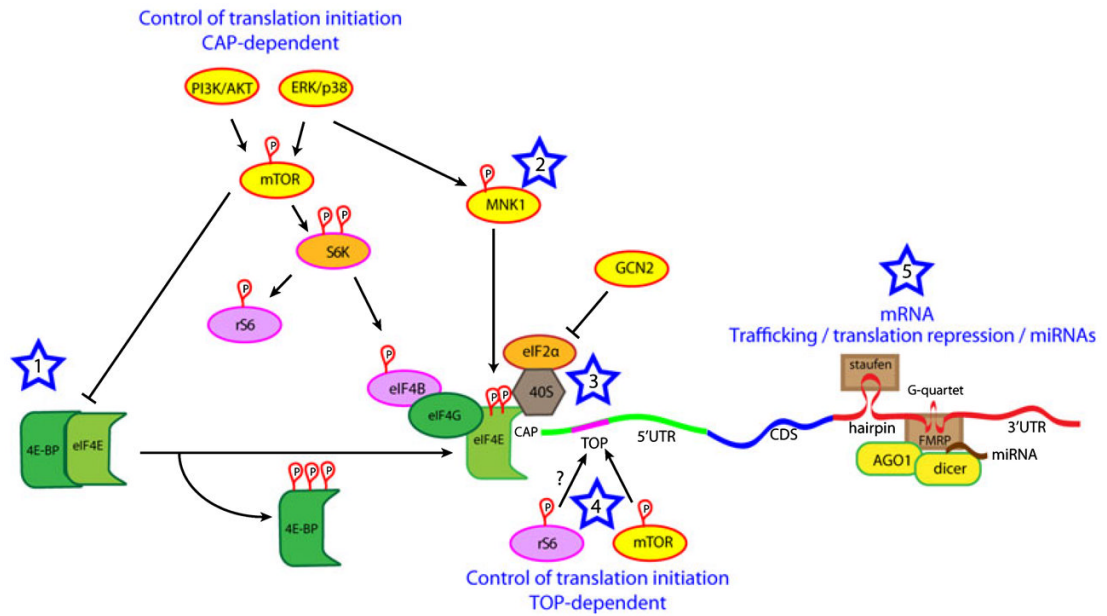 Control of translation initiation
CAP-dependent
PI3K/AKT
ERK/p38
P
mTOR
P
MNK1
2
P
P
S6K
GCN2
5
mRNA
Trafficking / translation repression / miRNAs
P
rS6
1
P
eIF4B
eIF2α
40S
3
staufen
G-quartet
eIF4G
P
P
eIF4E
CAP
TOP
5'UTR
CDS
hairpin
FMRP
3'UTR
miRNA
AGO1
dicer
4E-BP
eIF4E
P
P
P
4E-BP
?
4
P
rS6
P
mTOR
Control of translation initiation
TOP-dependent